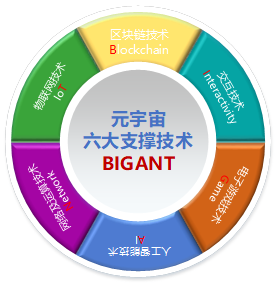 元宇宙
六大支撑技术
BIGANT
区块链技术
Blockchain
交互技术
Interactivity
电子游戏技术
Game
人工智能技术
AI
网络及运算技术
Network
物联网技术
IoT